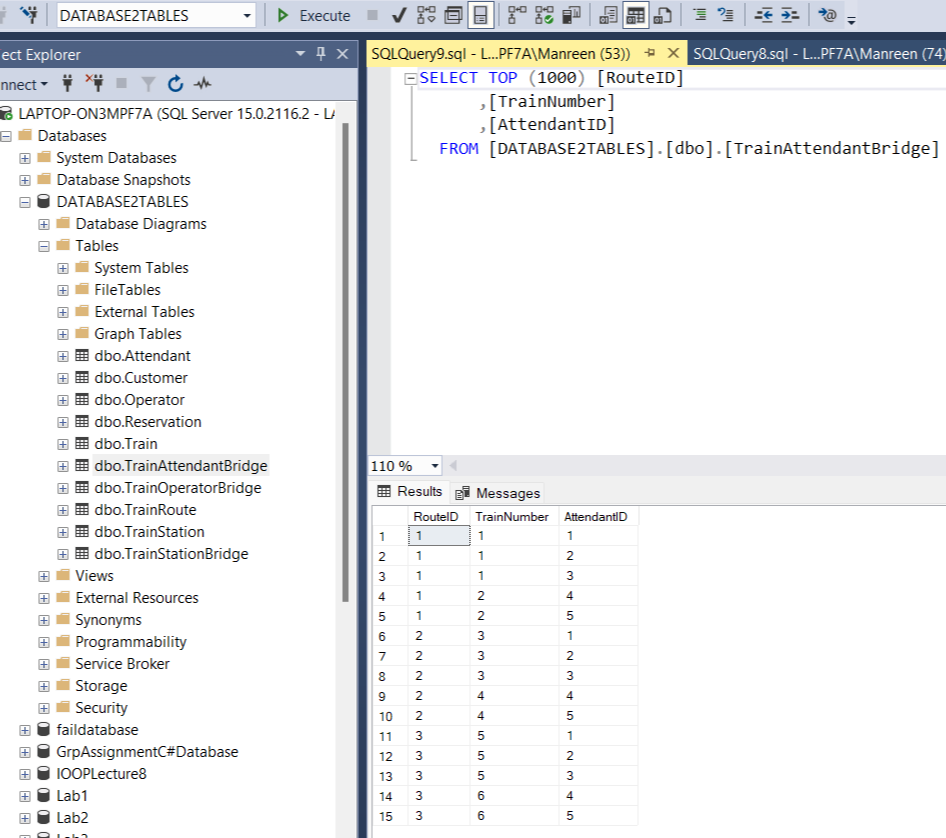 DATABASE2TABLES
Execute
ect Explorer
SQLQuery9.sql - L...PF7A\Manreen (53))
SQLQuery8.sql - L...PF7A\Manreen (74)
nnect
LAPTOP-ON3MPF7A (SQL Server 15.0.2116.2 - LA
Databases
System Databases
Database Snapshots
DATABASE2TABLES
Database Diagrams
Tables
System Tables
FileTables
External Tables
Graph Tables
dbo.Attendant
dbo.Customer
dbo.Operator
dbo.Reservation
dbo.Train
dbo.TrainAttendantBridge
dbo.TrainOperatorBridge
dbo.TrainRoute
dbo.TrainStation
dbo.TrainStationBridge
Views
External Resources
Synonyms
Programmability
Service Broker
Storage
Security
faildatabase
GrpAssignmentC#Database
IOOPLecture8
Lab1
Lab2
SELECT TOP (1000) [RouteID]
,[TrainNumber]
,[AttendantID]
FROM [DATABASE2TABLES].[dbo].[TrainAttendantBridge]
110 %
Results Messages
RouteID TrainNumber AttendantID
1 1 1 1
2 1 1 2
3 1 1 3
4 1 2 4
5 1 2 5
6 2 3 1
7 2 3 2
8 2 3 3
9 2 4 4
10 2 4 5
11 3 5 1
12 3 5 2
13 3 5 3
14 3 6 4
15 3 6 5